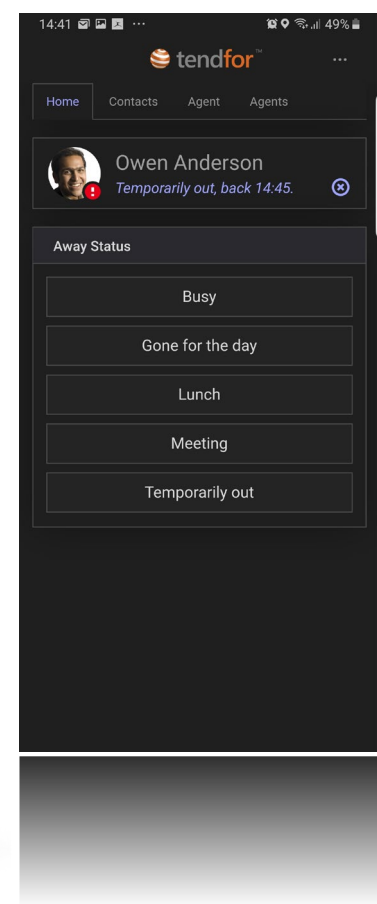 14:41 49%
tendfor™
Home Contacts Agent Agents
Owen Anderson
Temporarily out, back 14:45.
Away Status
Busy
Gone for the day
Lunch
Meeting
Temporarily out